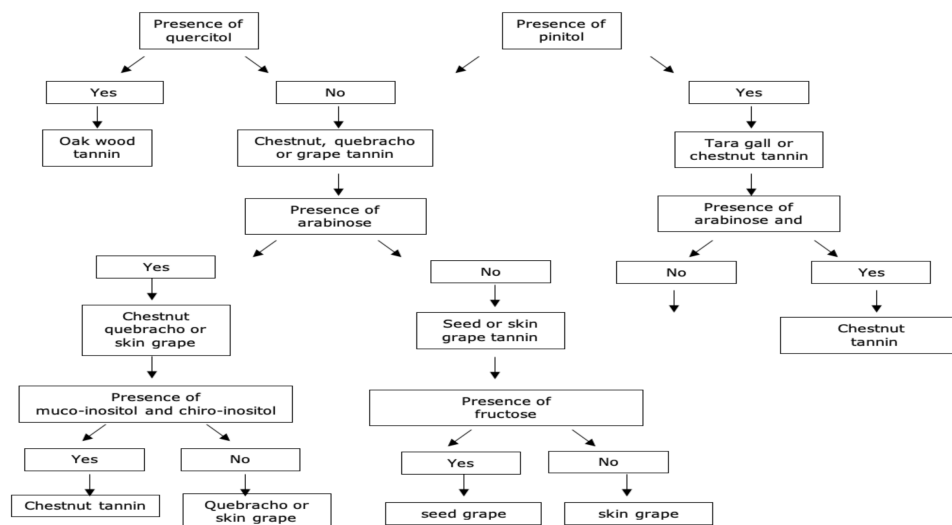 Presence of
quercitol
Presence of
pinitol
Yes
No
Yes
Oak wood
tannin
Chestnut, quebracho
or grape tannin
Tara gall or
chestnut tannin
Presence of
arabinose
Presence of
arabinose and
Yes
No
No
Yes
Chestnut
quebracho or
skin grape
Seed or skin
grape tannin
Chestnut
tannin
Presence of
muco-inositol and chiro-inositol
Presence of
fructose
Yes
No
Yes
No
Chestnut tannin
Quebracho or
skin grape
seed grape
skin grape